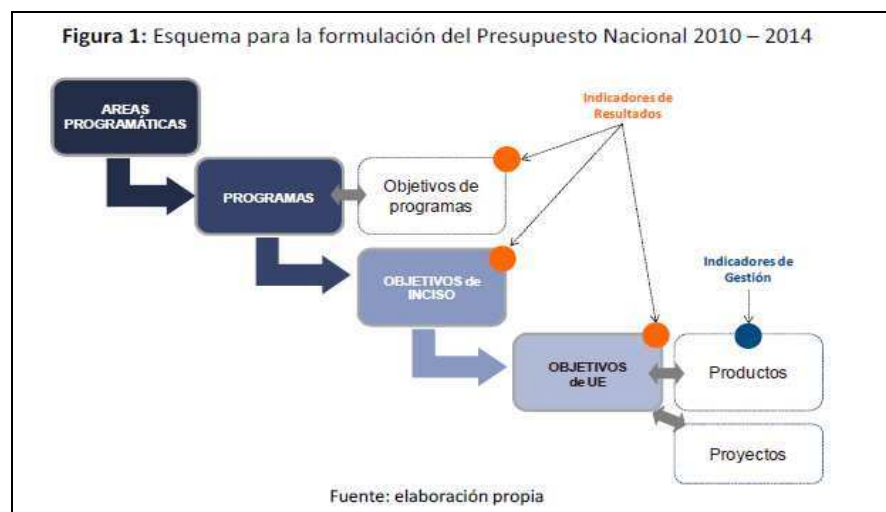 Figura 1: Esquema para la formulación del Presupuesto Nacional 2010 – 2014
AREAS
PROGRAMÁTICAS
Indicadores de
Resultados
PROGRAMAS
Objetivos de
programas
OBJETIVOS de
INCISO
Indicadores de
Gestión
OBJETIVOS
de UE
Productos
Proyectos
Fuente: elaboración propia